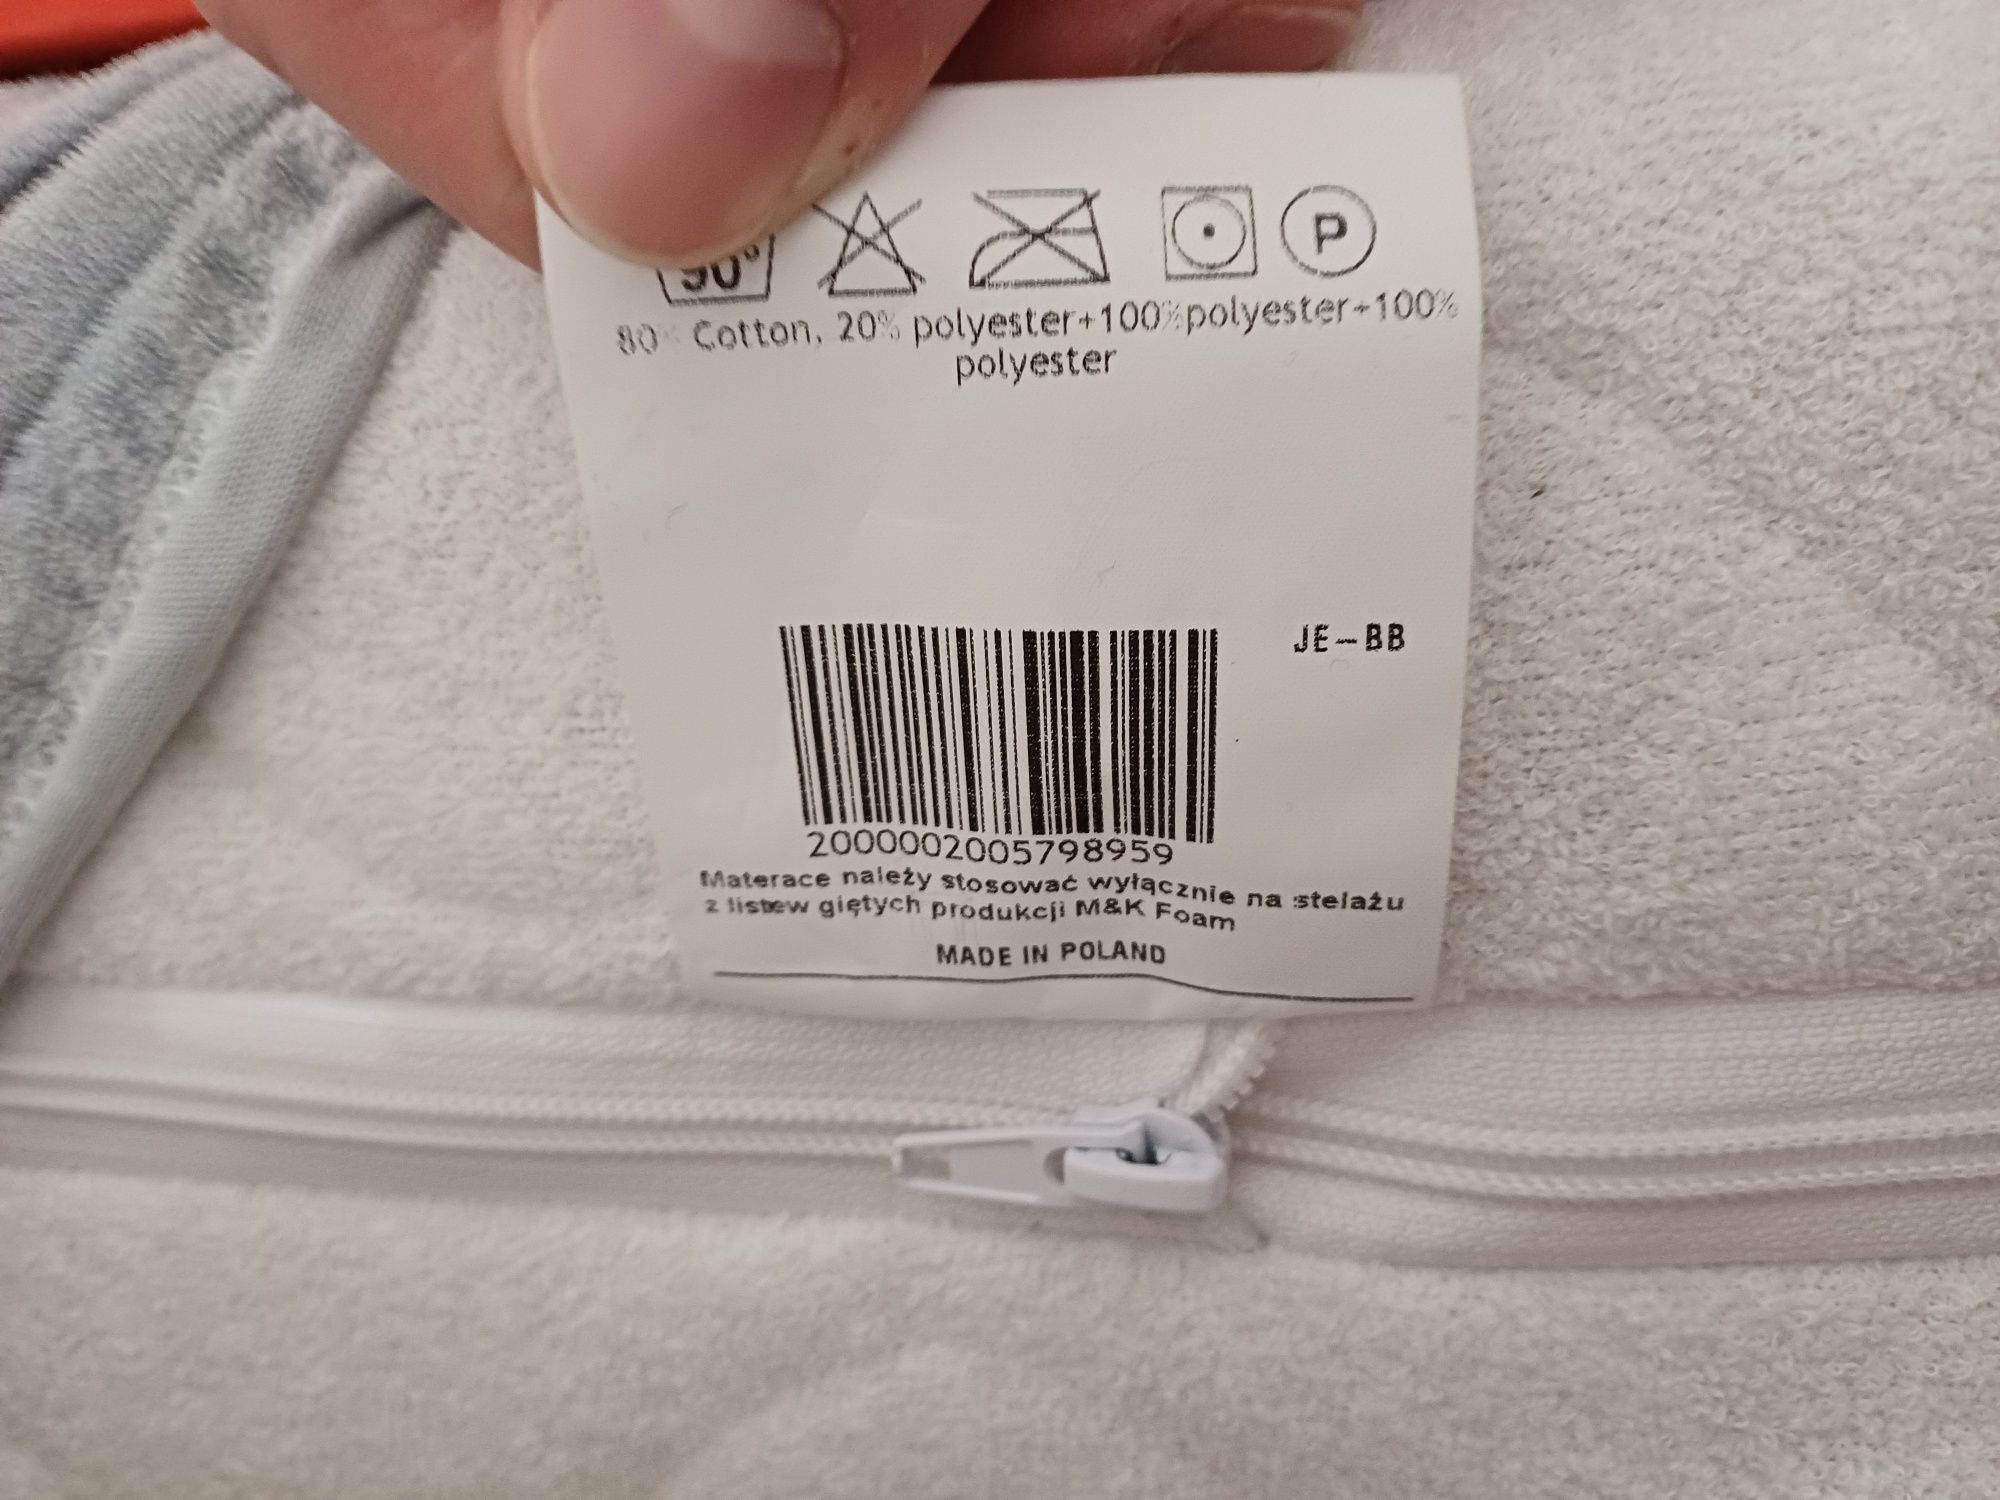 90°
P
80% Cotton, 20% polyester+100%polyester+100%
polyester
JE-BB
2000002005798959
Materace należy stosować wyłącznie na stelażu
z listew giętych produkcji M&K Foam
MADE IN POLAND